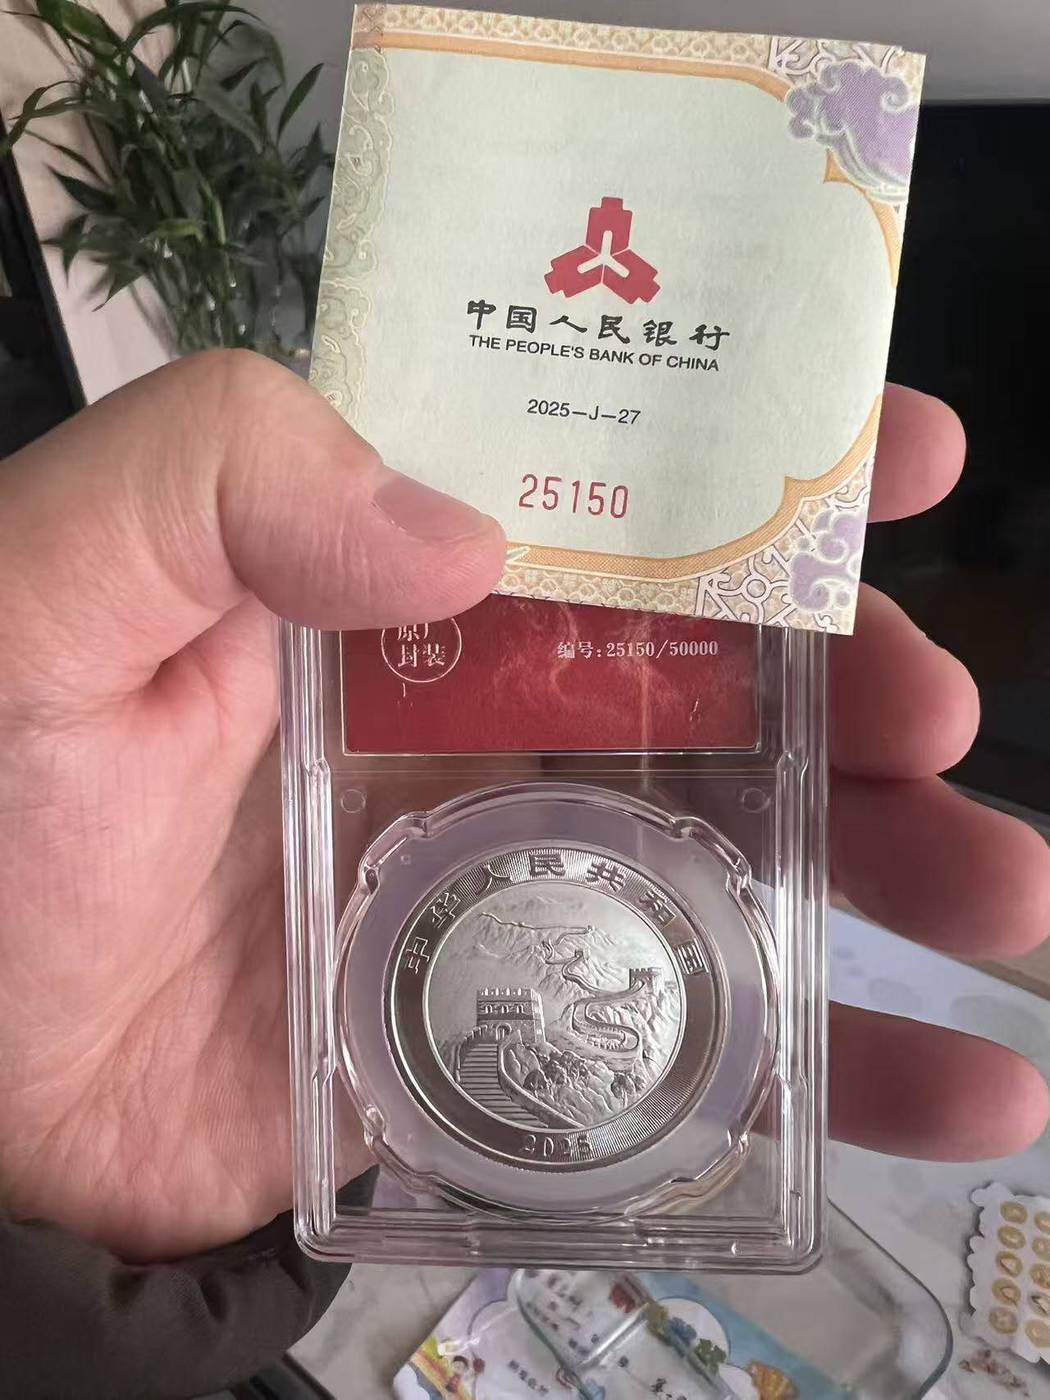 中国人民银行
THE PEOPLE'S BANK OF CHINA
2025—J—27
25150
原厂
封装
编号:25150/50000
中华人民共和国
2025